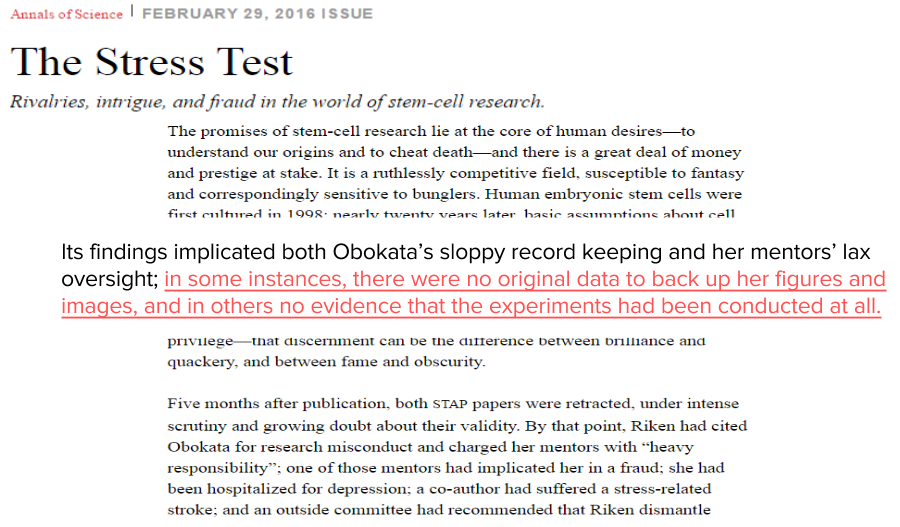 Annals of Science | FEBRUARY 29, 2016 ISSUE
The Stress Test
Rivalries, intrigue, and fraud in the world of stem-cell research.
The promises of stem-cell research lie at the core of human desires—to
understand our origins and to cheat death—and there is a great deal of money
and prestige at stake. It is a ruthlessly competitive field, susceptible to fantasy
and correspondingly sensitive to bunglers. Human embryonic stem cells were
first cultured in 1998; nearly twenty years later, basic assumptions about cell
Its findings implicated both Obokata’s sloppy record keeping and her mentors’ lax
oversight; in some instances, there were no original data to back up her figures and
images, and in others no evidence that the experiments had been conducted at all.
privilege—that discernment can be the difference between brilliance and
quackery, and between fame and obscurity.
Five months after publication, both STAP papers were retracted, under intense
scrutiny and growing doubt about their validity. By that point, Riken had cited
Obokata for research misconduct and charged her mentors with “heavy
responsibility”; one of those mentors had implicated her in a fraud; she had
been hospitalized for depression; a co-author had suffered a stress-related
stroke; and an outside committee had recommended that Riken dismantle